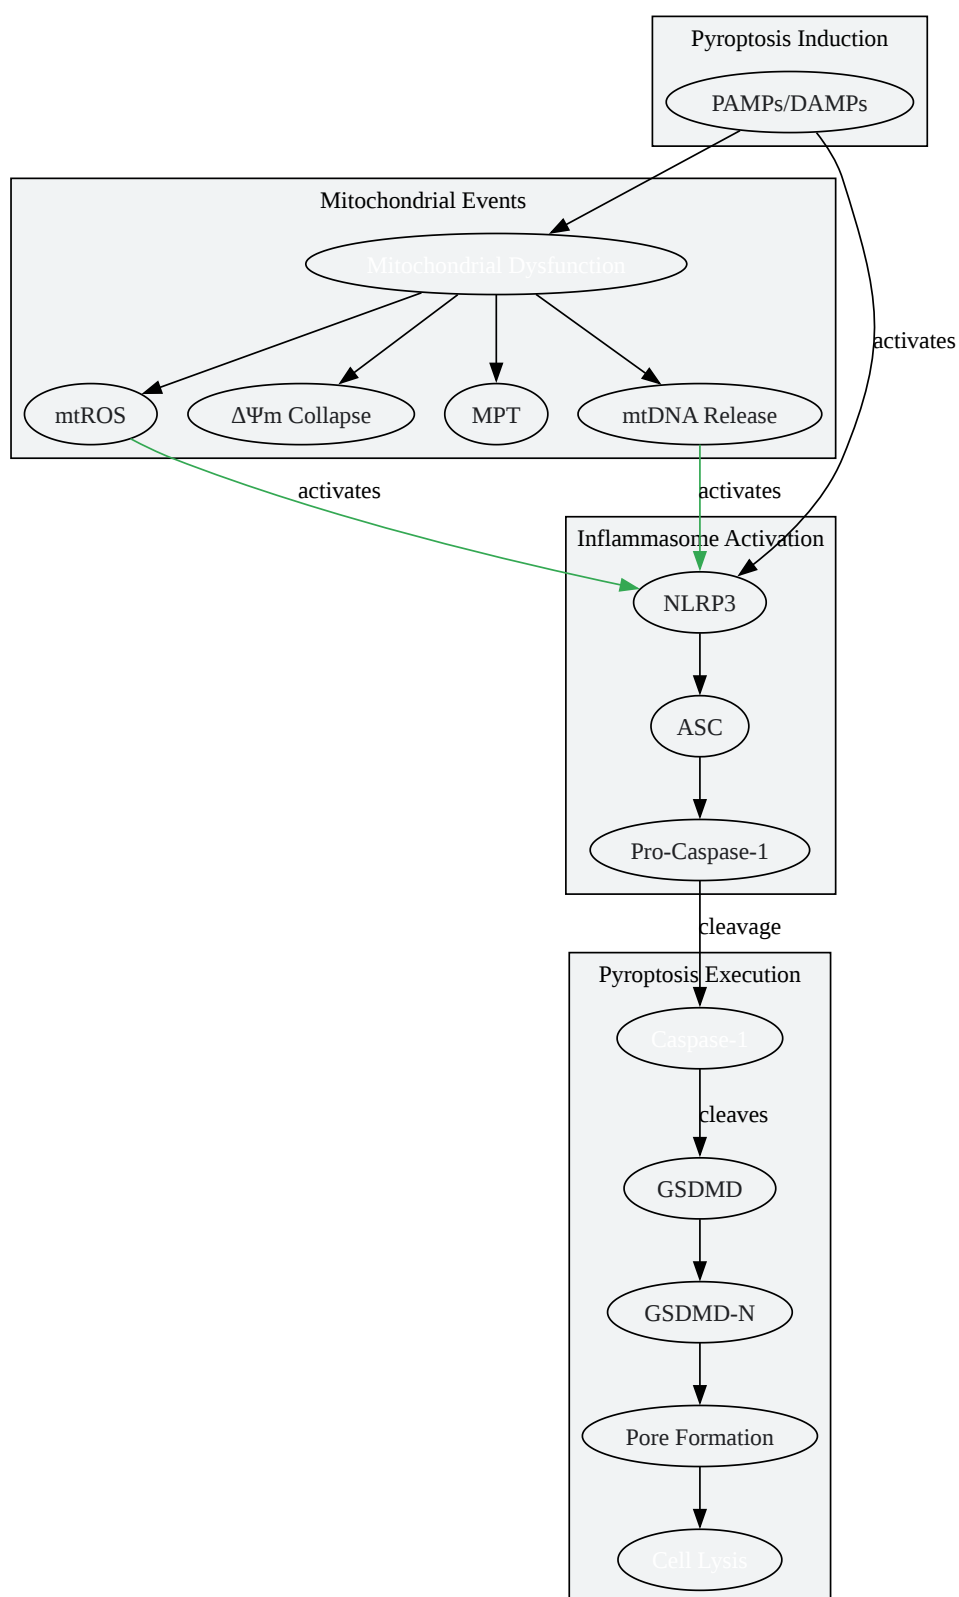 Pyroptosis Induction
PAMPs/DAMPs
Mitochondrial Events
Mitochondrial Dysfunction
activates
mtROS
ΔΨm Collapse
MPT
mtDNA Release
activates
activates
Inflammasome Activation
NLRP3
ASC
Pro-Caspase-1
cleavage
Pyroptosis Execution
Caspase-1
cleaves
GSDMD
GSDMD-N
Pore Formation
Cell Lysis